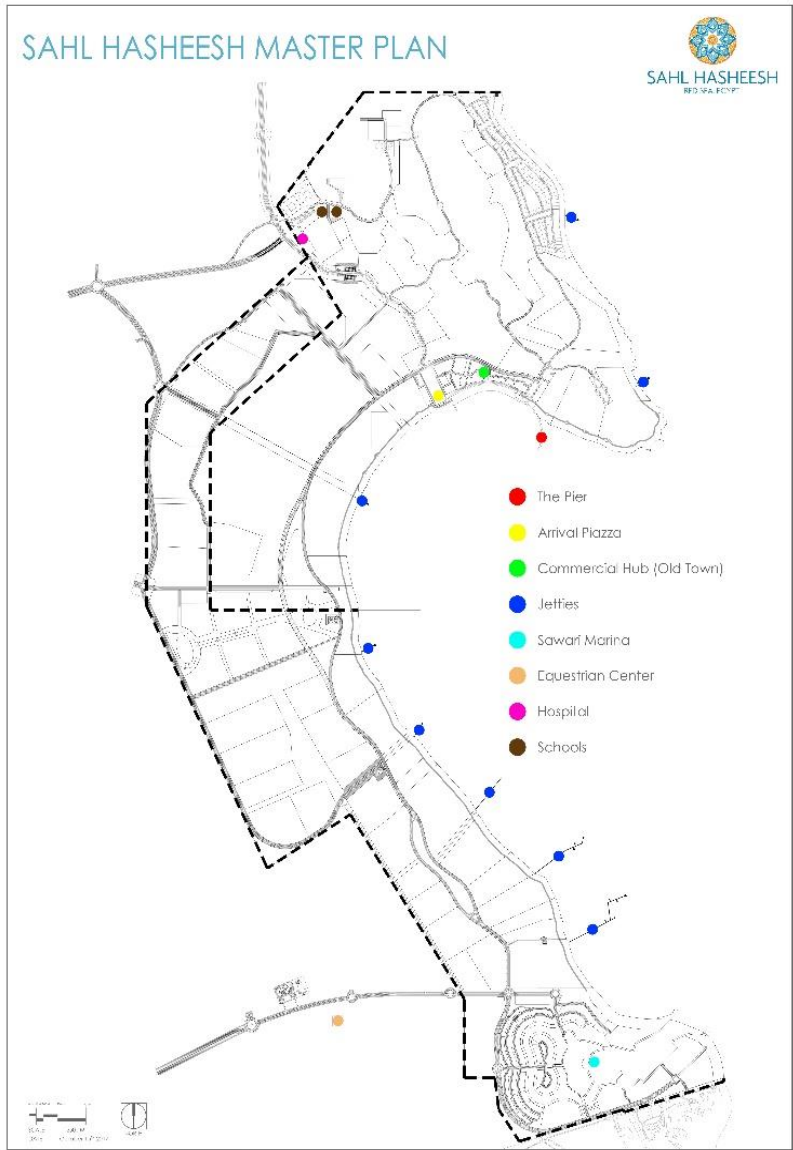 SAHL HASHEESH MASTER PLAN
SAHL HASHEESH
RED SEA, EGYPT
The Pier
Arrival Piazza
Commercial Hub (Old Town)
Jetties
Sawari Marina
Equestrian Center
Hospital
Schools